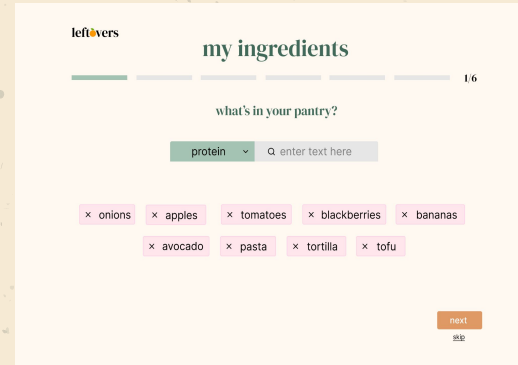 leftovers
my ingredients
1/6
what's in your pantry?
protein enter text here
× onions × apples × tomatoes × blackberries × bananas
× avocado × pasta × tortilla × tofu
next
skip